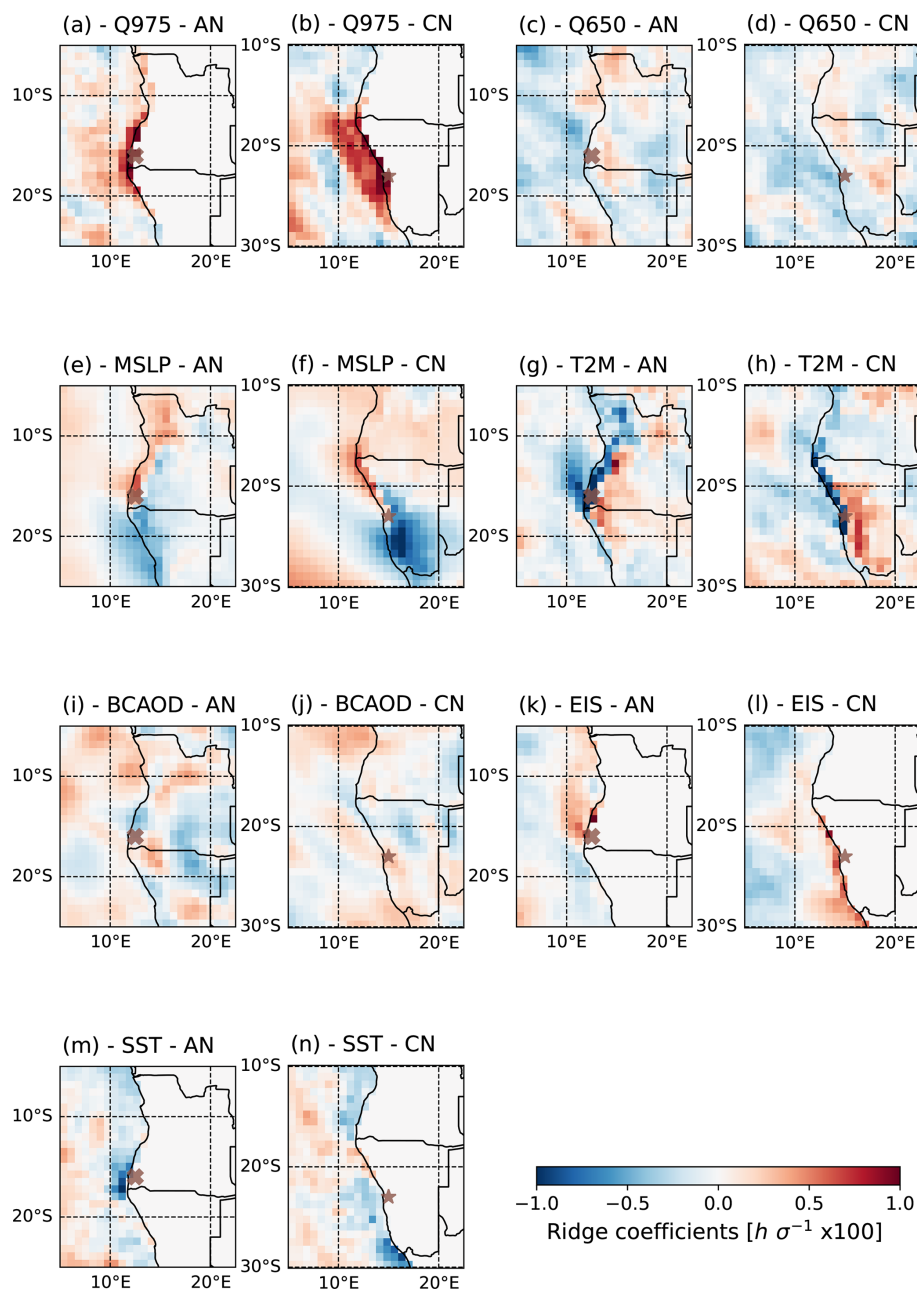 (a) - Q975 - AN
(b) - Q975 - CN
(c) - Q650 - AN
(d) - Q650 - CN
10°S 10°S 10°S 10°S
20°S 20°S 20°S 20°S
30°S 30°S
10°E 20°E 10°E 20°E 10°E 20°E 10°E 20°E
(e) - MSLP - AN
(f) - MSLP - CN
(g) - T2M - AN
(h) - T2M - CN
10°S 10°S 10°S 10°S
20°S 20°S 20°S 20°S
30°S 30°S
10°E 20°E 10°E 20°E 10°E 20°E 10°E 20°E
(i) - BCAOD - AN
(j) - BCAOD - CN
(k) - EIS - AN
(l) - EIS - CN
10°S 10°S 10°S 10°S
20°S 20°S 20°S 20°S
30°S 30°S
10°E 20°E 10°E 20°E 10°E 20°E 10°E 20°E
(m) - SST - AN
(n) - SST - CN
10°S 10°S
20°S 20°S
30°S
10°E 20°E 10°E 20°E
−1.0 −0.5 0.0 0.5 1.0
Ridge coefficients [h σ⁻¹ x100]